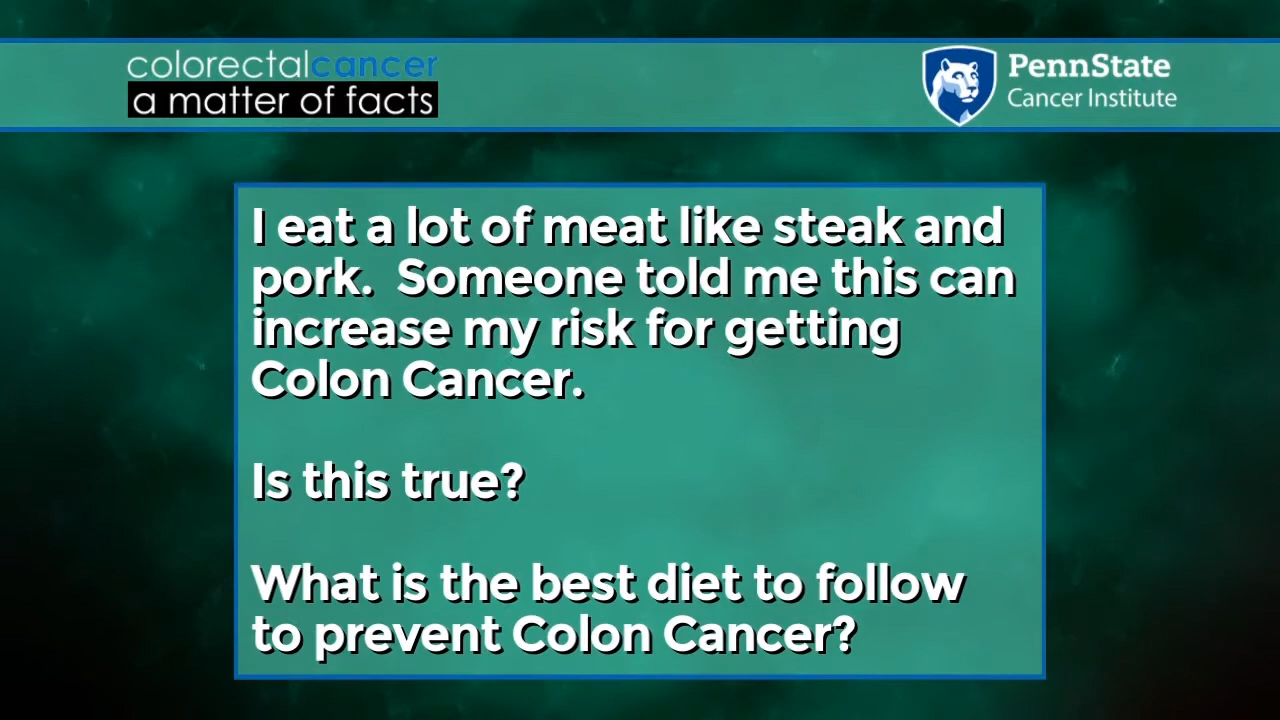 colorectalcancer
a matter of facts
PennState
Cancer Institute
I eat a lot of meat like steak and
pork.  Someone told me this can
increase my risk for getting
Colon Cancer.
Is this true?
What is the best diet to follow
to prevent Colon Cancer?